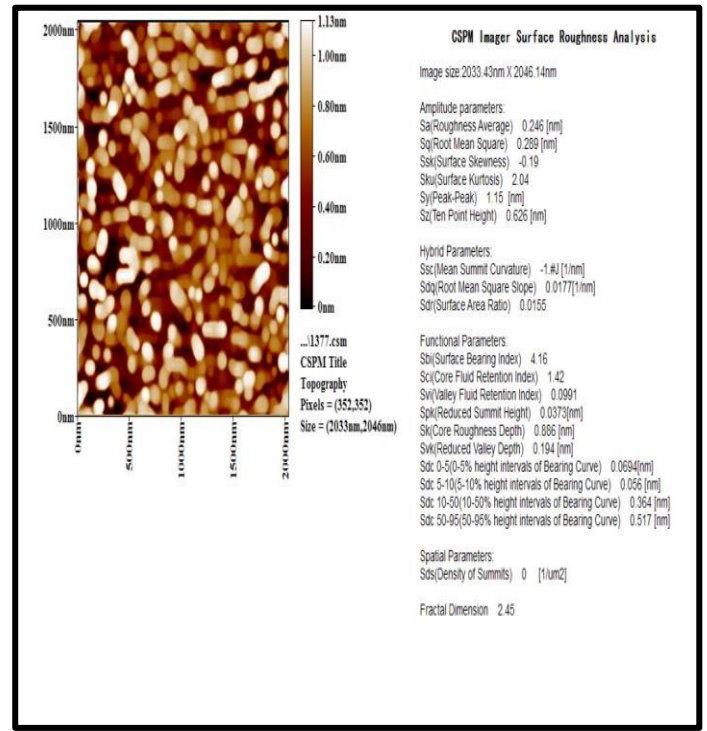 2000nm
1500nm
1000nm
500nm
0nm
0nm
500nm
1000nm
1500nm
2000nm
1.13nm
1.00nm
0.80nm
0.60nm
0.40nm
0.20nm
0nm
...\1377.csm
CSPM Title
Topography
Pixels = (352,352)
Size = (2033nm,2046nm)
CSPM Imager Surface Roughness Analysis
Image size:2033.43nm X 2046.14nm
Amplitude parameters:
Sa(Roughness Average) 0.246 [nm]
Sq(Root Mean Square) 0.289 [nm]
Ssk(Surface Skewness) -0.19
Sku(Surface Kurtosis) 2.04
Sy(Peak-Peak) 1.15 [nm]
Sz(Ten Point Height) 0.626 [nm]
Hybrid Parameters:
Ssc(Mean Summit Curvature) -1.#J [1/nm]
Sdq(Root Mean Square Slope) 0.0177[1/nm]
Sdr(Surface Area Ratio) 0.0155
Functional Parameters:
Sbi(Surface Bearing Index) 4.16
Sci(Core Fluid Retention Index) 1.42
Svi(Valley Fluid Retention Index) 0.0991
Spk(Reduced Summit Height) 0.0373[nm]
Sk(Core Roughness Depth) 0.886 [nm]
Svk(Reduced Valley Depth) 0.194 [nm]
Sdc 0-5(0-5% height intervals of Bearing Curve) 0.0694[nm]
Sdc 5-10(5-10% height intervals of Bearing Curve) 0.056 [nm]
Sdc 10-50(10-50% height intervals of Bearing Curve) 0.364 [nm]
Sdc 50-95(50-95% height intervals of Bearing Curve) 0.517 [nm]
Spatial Parameters:
Sds(Density of Summits) 0 [1/um2]
Fractal Dimension 2.45